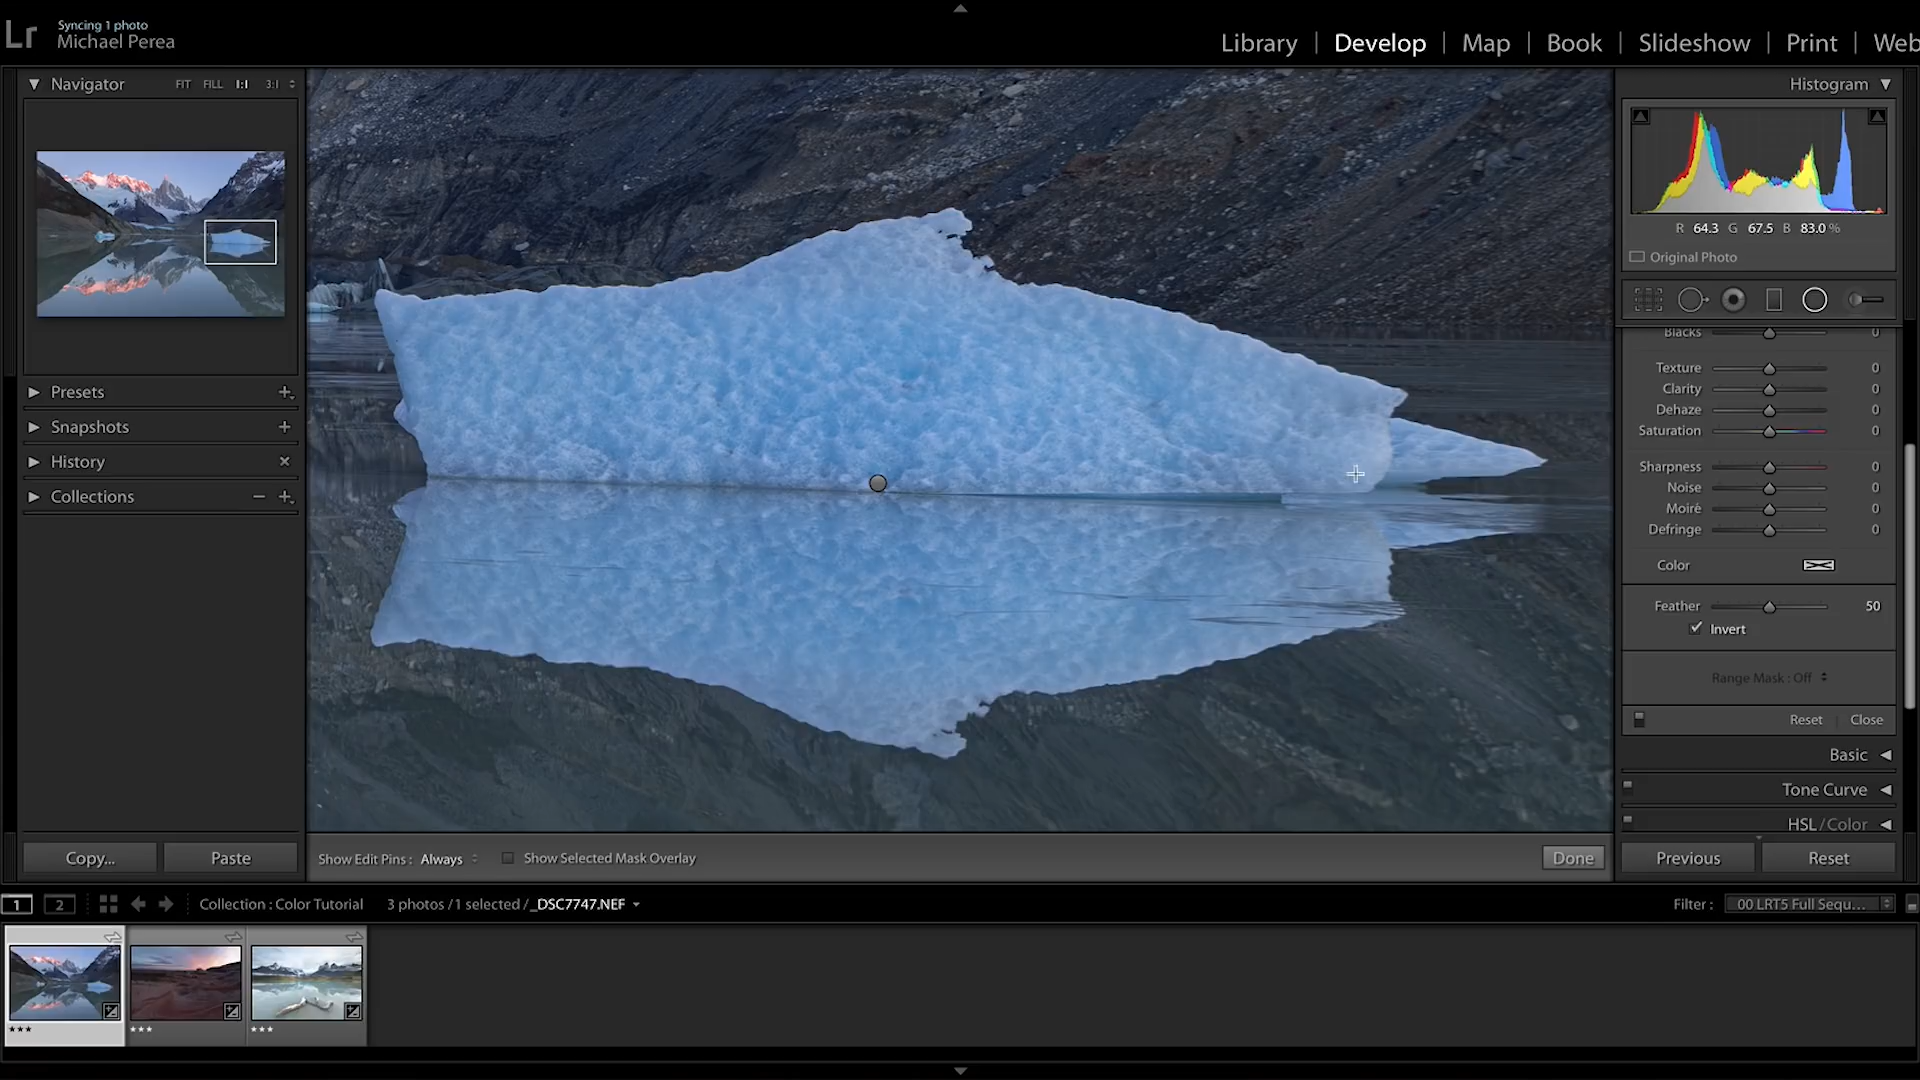 Lr
Syncing 1 photo
Michael Perea
Library | Develop | Map | Book | Slideshow | Print | Web
Navigator FIT FILL 1:1 3:1
Presets
Snapshots
History
Collections
Copy...
Paste
Show Edit Pins : Always
Show Selected Mask Overlay
Done
Histogram
R 64.3 G 67.5 B 83.0 %
Original Photo
Blacks 0
Texture 0
Clarity 0
Dehaze 0
Saturation 0
Sharpness 0
Noise 0
Moiré 0
Defringe 0
Color
Feather 50
Invert
Range Mask : Off
Reset Close
Basic
Tone Curve
HSL / Color
Previous
Reset
1 2 Collection : Color Tutorial 3 photos / 1 selected / _DSC7747.NEF
Filter : 00 LRT5 Full Sequ...